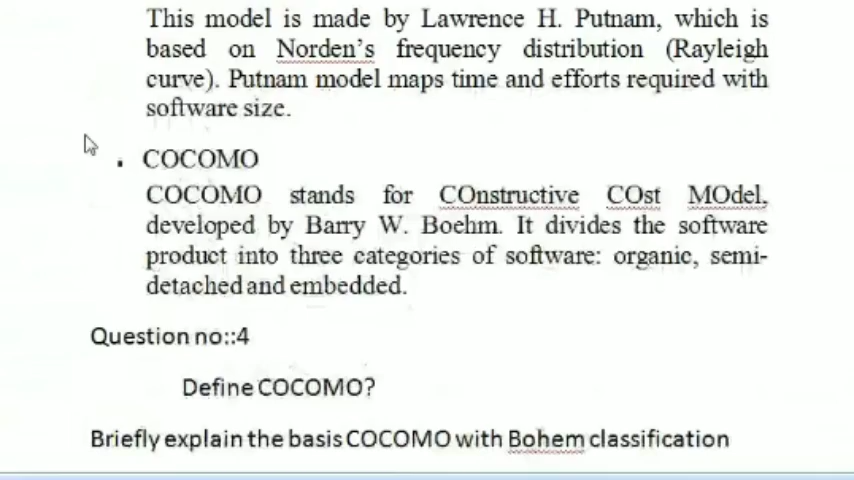 This model is made by Lawrence H. Putnam, which is
based on Norden's frequency distribution (Rayleigh
curve). Putnam model maps time and efforts required with
software size.
▪ COCOMO
COCOMO stands for COnstructive COst MOdel,
developed by Barry W. Boehm. It divides the software
product into three categories of software: organic, semi-
detached and embedded.
Question no::4
Define COCOMO?
Briefly explain the basis COCOMO with Bohem classification